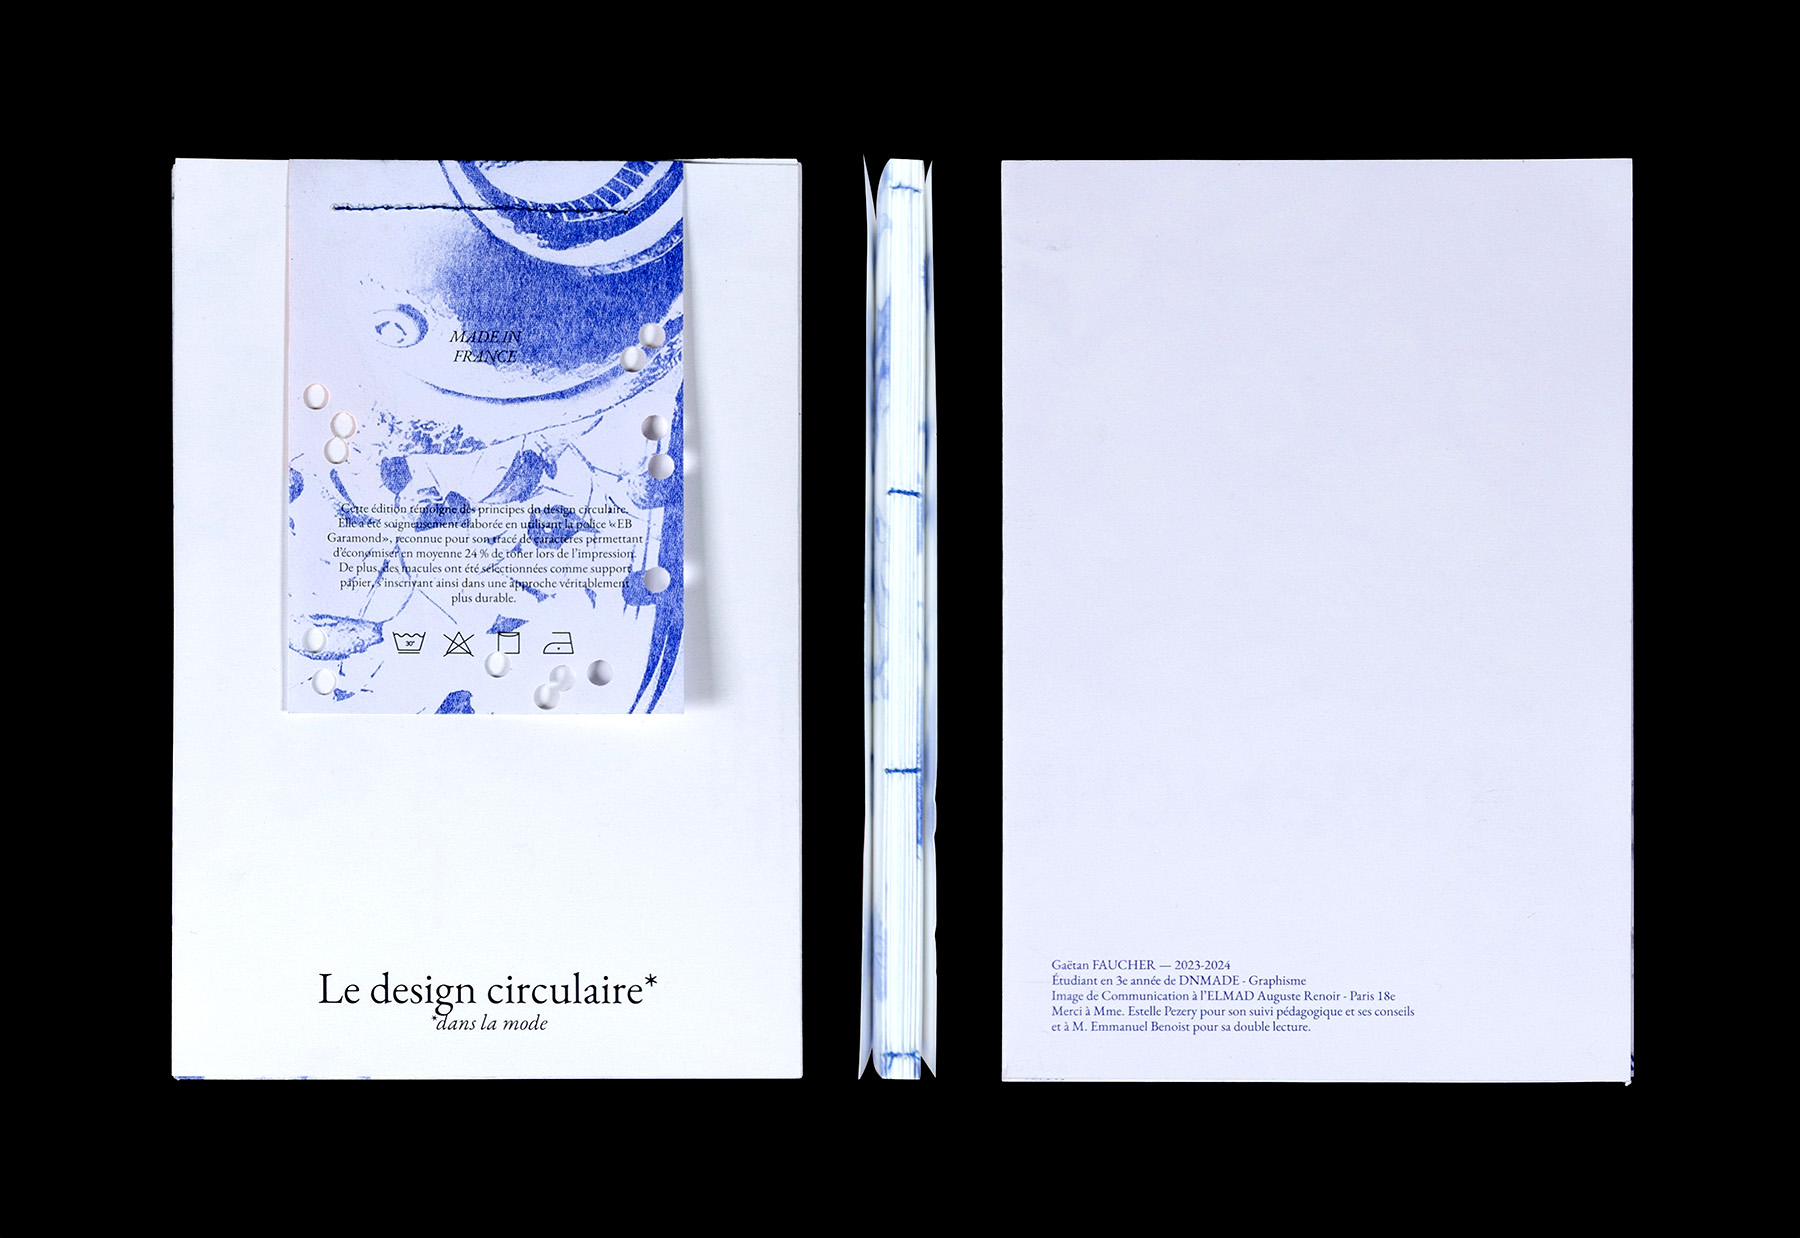 MADE IN
FRANCE
Cette édition témoigne des principes du design circulaire.
Elle a été soigneusement élaborée en utilisant la police «EB
Garamond», reconnue pour son tracé de caractères permettant
d'économiser en moyenne 24 % de toner lors de l'impression.
De plus, des macules ont été sélectionnées comme support
papier, s'inscrivant ainsi dans une approche véritablement
plus durable.
30°
Le design circulaire*
*dans la mode
Gaëtan FAUCHER — 2023-2024
Étudiant en 3e année de DNMADE - Graphisme
Image de Communication à l'ELMAD Auguste Renoir - Paris 18e
Merci à Mme. Estelle Pezery pour son suivi pédagogique et ses conseils
et à M. Emmanuel Benoist pour sa double lecture.